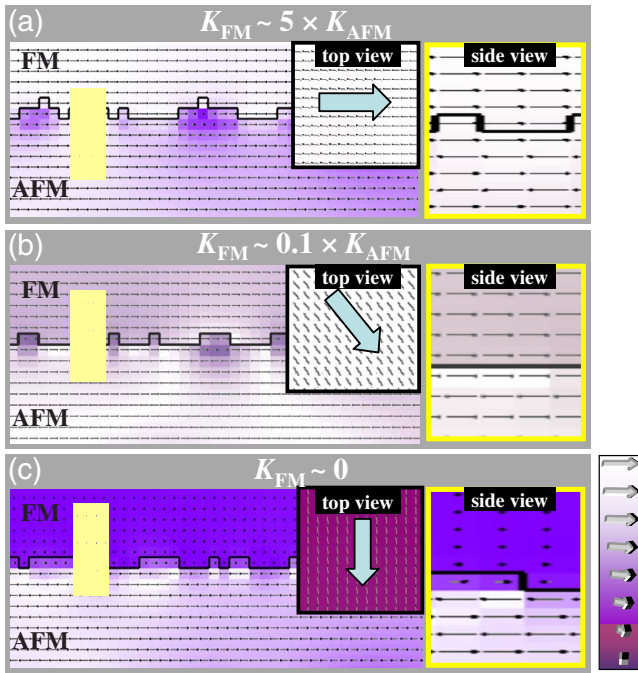 (a) K_FM ~ 5 × K_AFM
FM
top view
side view
AFM
(b) K_FM ~ 0.1 × K_AFM
FM
top view
side view
AFM
(c) K_FM ~ 0
FM
top view
side view
AFM